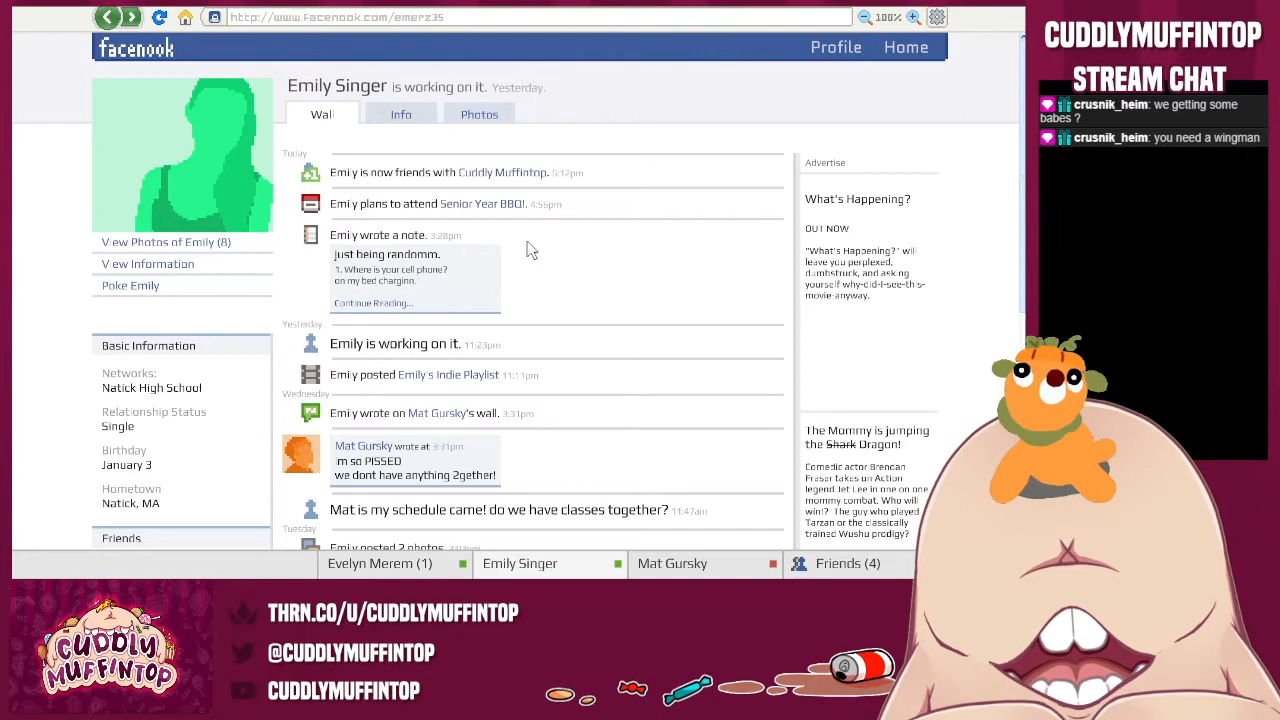 http://www.Facenook.com/emerz35
100%
facenook
Profile Home
Emily Singer is working on it. Yesterday.
Wall Info Photos
View Photos of Emily (8)
View Information
Poke Emily
Basic Information
Networks:
Natick High School
Relationship Status
Single
Birthday
January 3
Hometown
Natick, MA
Friends
Today
Emily is now friends with Cuddly Muffintop. 5:12pm
Emily plans to attend Senior Year BBQ!. 4:56pm
Emily wrote a note. 3:28pm
just being randomm.
1. Where is your cell phone?
on my bed charginn.
Continue Reading...
Yesterday
Emily is working on it. 11:23pm
Emily posted Emily's Indie Playlist 11:11pm
Wednesday
Emily wrote on Mat Gursky's wall. 3:31pm
Mat Gursky wrote at 3:31pm
im so PISSED
we dont have anything 2gether!
Mat is my schedule came! do we have classes together? 11:47am
Tuesday
Emily posted 2 photos. 3:03pm
Advertise
What's Happening?
OUT NOW
"What's Happening?" will
leave you perplexed,
dumbstruck, and asking
yourself why-did-I-see-this-
movie-anyway.
The Mommy is jumping
the Shark Dragon!
Comedic actor Brendan
Fraser takes on Action
legend Jet Lee in one on one
mommy combat. Who will
win!? The guy who played
Tarzan or the classically
trained Wushu prodigy?
Evelyn Merem (1) Emily Singer Mat Gursky Friends (4)
CUDDLYMUFFINTOP
STREAM CHAT
crusnik_heim: we getting some
babes ?
crusnik_heim: you need a wingman
CUDDLY
MUFFINTOP
THRN.CO/U/CUDDLYMUFFINTOP
@CUDDLYMUFFINTOP
CUDDLYMUFFINTOP